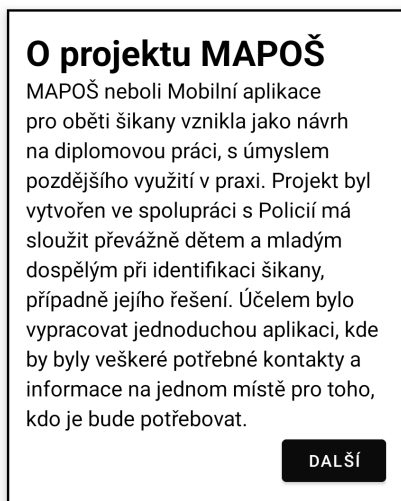 O projektu MAPOŠ
MAPOŠ neboli Mobilní aplikace
pro oběti šikany vznikla jako návrh
na diplomovou práci, s úmyslem
pozdějšího využití v praxi. Projekt byl
vytvořen ve spolupráci s Policií má
sloužit převážně dětem a mladým
dospělým při identifikaci šikany,
případně jejího řešení. Účelem bylo
vypracovat jednoduchou aplikaci, kde
by byly veškeré potřebné kontakty a
informace na jednom místě pro toho,
kdo je bude potřebovat.
DALŠÍ